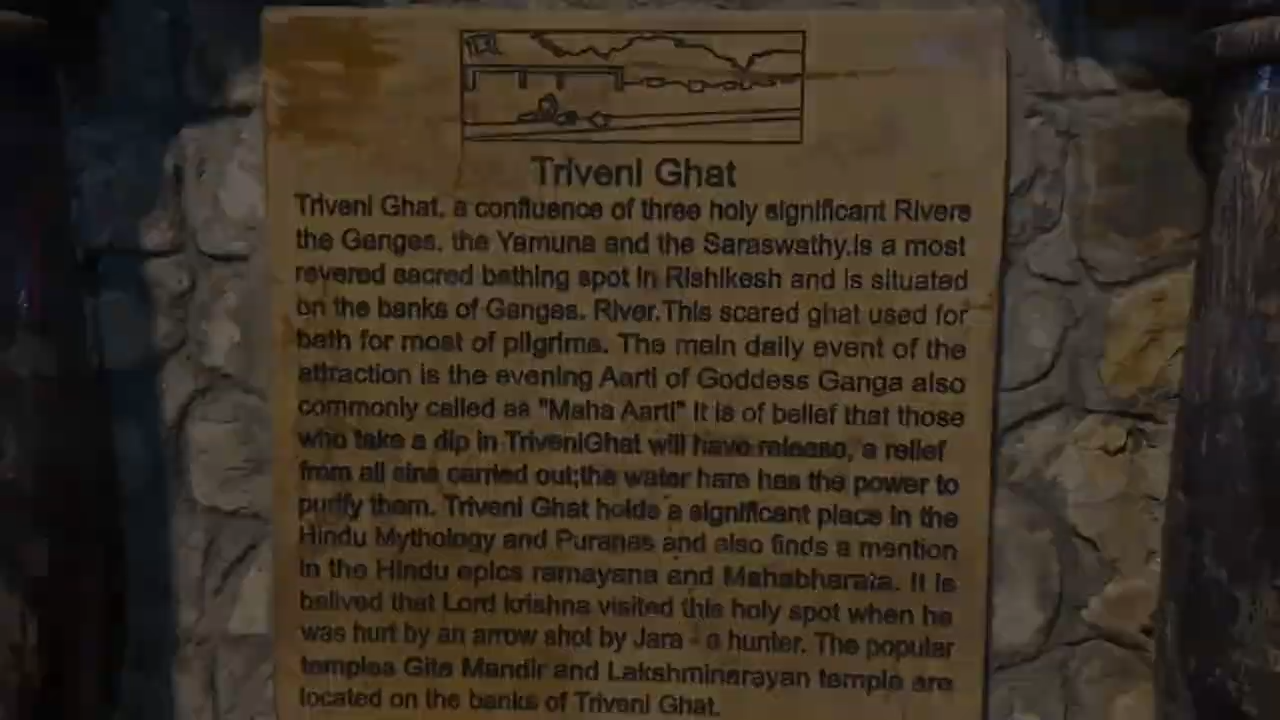 Triveni Ghat
Triveni Ghat, a confluence of three holy significant Rivers
the Ganges, the Yamuna and the Saraswathy.is a most
revered sacred bathing spot in Rishikesh and is situated
on the banks of Ganges. River.This scared ghat used for
bath for most of pilgrims. The main daily event of the
attraction is the evening Aarti of Goddess Ganga also
commonly called as "Maha Aarti" It is of belief that those
who take a dip in TriveniGhat will have release, a relief
from all sins carried out;the water here has the power to
purify them. Triveni Ghat holds a significant place in the
Hindu Mythology and Puranas and also finds a mention
in the Hindu epics ramayana and Mahabharata. It is
belived that Lord krishna visited this holy spot when he
was hurt by an arrow shot by Jara - a hunter. The popular
temples Gita Mandir and Lakshminarayan temple are
located on the banks of Triveni Ghat.